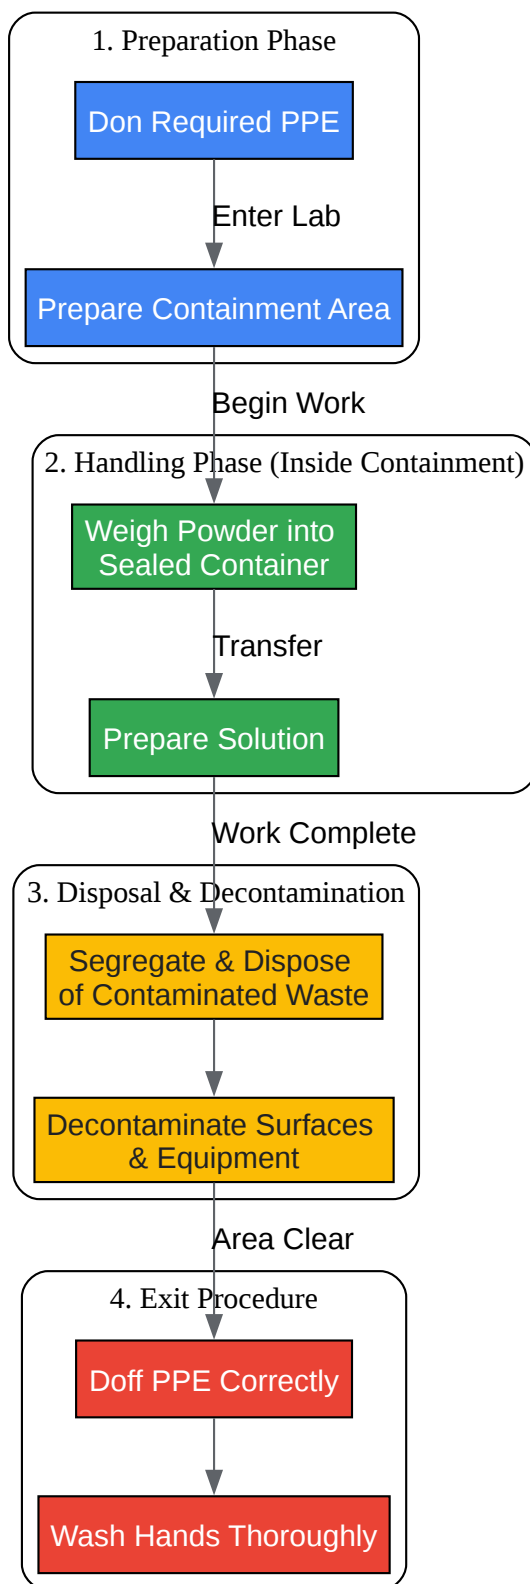 1. Preparation Phase
Don Required PPE
Enter Lab
Prepare Containment Area
Begin Work
2. Handling Phase (Inside Containment)
Weigh Powder into
Sealed Container
Transfer
Prepare Solution
Work Complete
3. Disposal & Decontamination
Segregate & Dispose
of Contaminated Waste
Decontaminate Surfaces
& Equipment
Area Clear
4. Exit Procedure
Doff PPE Correctly
Wash Hands Thoroughly